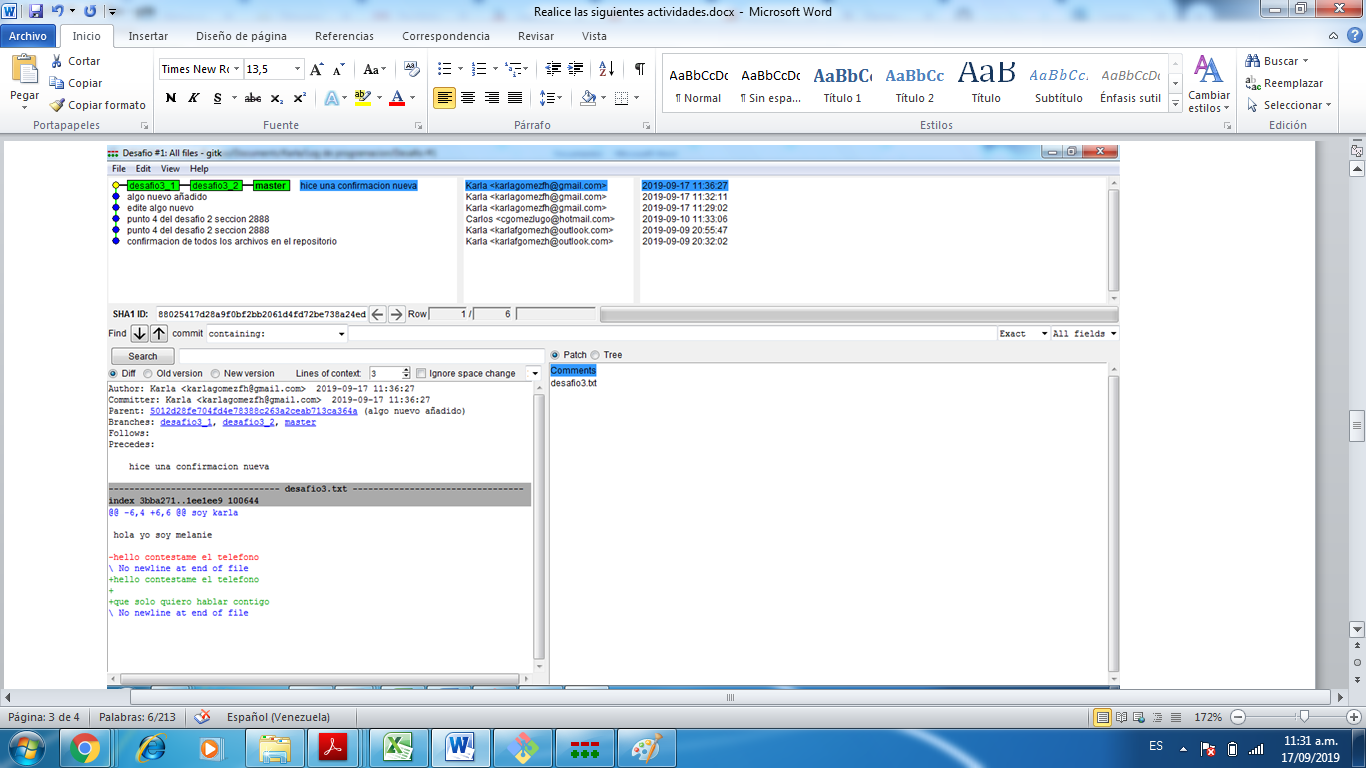 Realice las siguientes actividades.docx - Microsoft Word
Archivo Inicio Insertar Diseño de página Referencias Correspondencia Revisar Vista
Pegar
Cortar
Copiar
Copiar formato
Portapapeles
Times New Ro 13,5
N K S abc x₂ x²
Fuente
Párrafo
AaBbCcDc AaBbCcDc AaBbCc AaBbCc AaB AaBbCc. AaBbCcDc
¶ Normal ¶ Sin espa... Título 1 Título 2 Título Subtítulo Énfasis sutil
Cambiar estilos
Estilos
Buscar
Reemplazar
Seleccionar
Edición
Desafio #1: All files - gitk
File Edit View Help
desafio3_1 desafio3_2 master hice una confirmacion nueva Karla <karlagomezfh@gmail.com> 2019-09-17 11:36:27
algo nuevo añadido Karla <karlagomezfh@gmail.com> 2019-09-17 11:32:11
edite algo nuevo Karla <karlagomezfh@gmail.com> 2019-09-17 11:29:02
punto 4 del desafio 2 seccion 2888 Carlos <cgomezlugo@hotmail.com> 2019-09-10 11:33:06
punto 4 del desafio 2 seccion 2888 Karla <karlafgomezh@outlook.com> 2019-09-09 20:55:47
confirmacion de todos los archivos en el repositorio Karla <karlafgomezh@outlook.com> 2019-09-09 20:32:02
SHA1 ID: 88025417d28a9f0bf2bb2061d4fd72be738a24ed Row 1 / 6
Find commit containing: Exact All fields
Search
Patch Tree
Diff Old version New version Lines of context: 3 Ignore space change
Comments
desafio3.txt
Author: Karla <karlagomezfh@gmail.com> 2019-09-17 11:36:27
Committer: Karla <karlagomezfh@gmail.com> 2019-09-17 11:36:27
Parent: 5012d28fe704fd4e78388c263a2ceab713ca364a (algo nuevo añadido)
Branches: desafio3_1, desafio3_2, master
Follows:
Precedes:
hice una confirmacion nueva
-------------------------------- desafio3.txt --------------------------------
index 3bba271..1ee1ee9 100644
@@ -6,4 +6,6 @@ soy karla
hola yo soy melanie
-hello contestame el telefono
\ No newline at end of file
+hello contestame el telefono
+
+que solo quiero hablar contigo
\ No newline at end of file
Página: 3 de 4 Palabras: 6/213 Español (Venezuela) 172%
ES 11:31 a.m.
17/09/2019